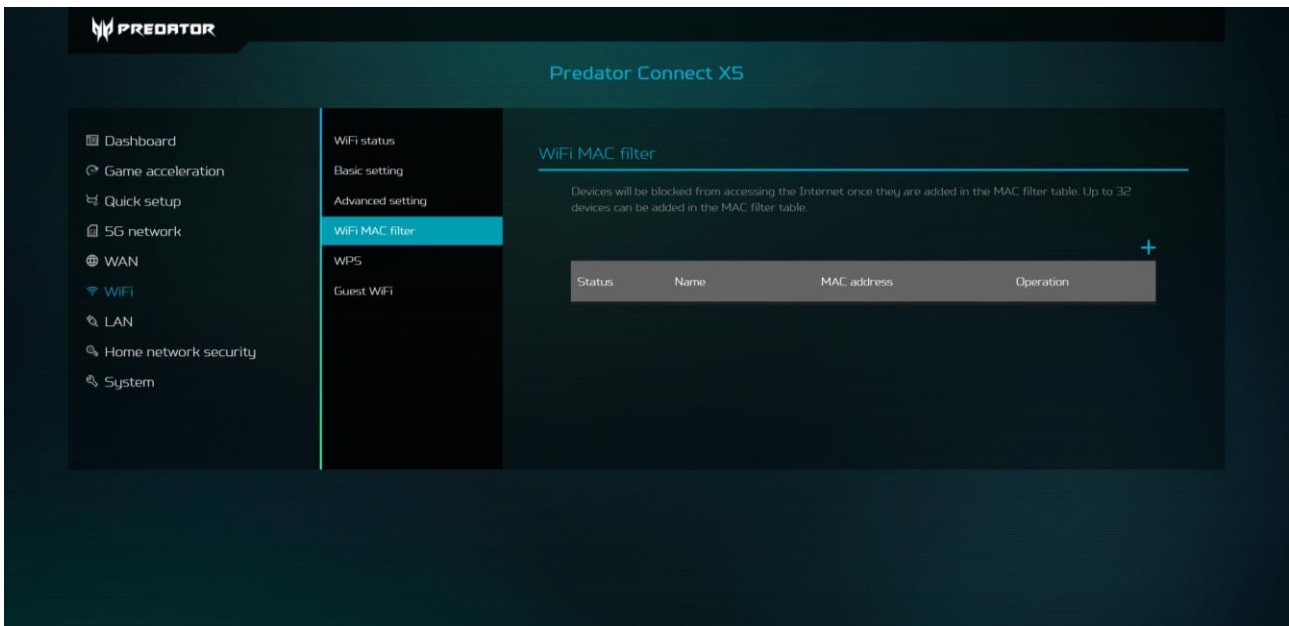 PREDATOR
Predator Connect X5
Dashboard
Game acceleration
Quick setup
5G network
WAN
WiFi
LAN
Home network security
System
WiFi status
Basic setting
Advanced setting
WiFi MAC filter
WPS
Guest WiFi
WiFi MAC filter
Devices will be blocked from accessing the Internet once they are added in the MAC filter table. Up to 32
devices can be added in the MAC filter table.
+
Status Name MAC address Operation